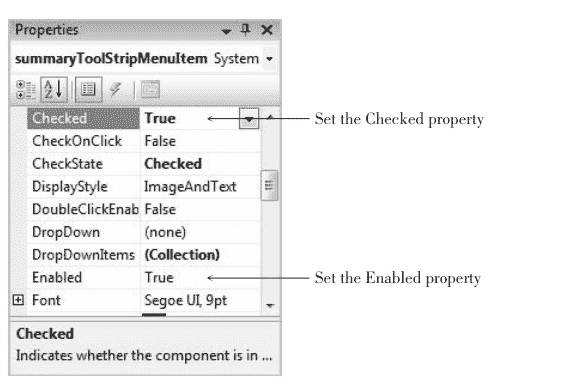 Properties
summaryToolStripMenuItem System
Checked True Set the Checked property
CheckOnClick False
CheckState Checked
DisplayStyle ImageAndText
DoubleClickEnab False
DropDown (none)
DropDownItems (Collection)
Enabled True Set the Enabled property
Font Segoe UI, 9pt
Checked
Indicates whether the component is in ...